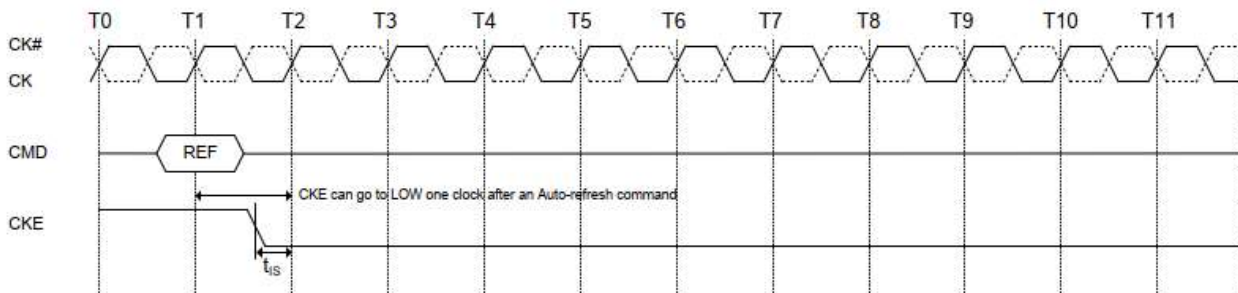 T0 T1 T2 T3 T4 T5 T6 T7 T8 T9 T10 T11
CK#
CK
CMD REF
CKE can go to LOW one clock after an Auto-refresh command
CKE
tIS